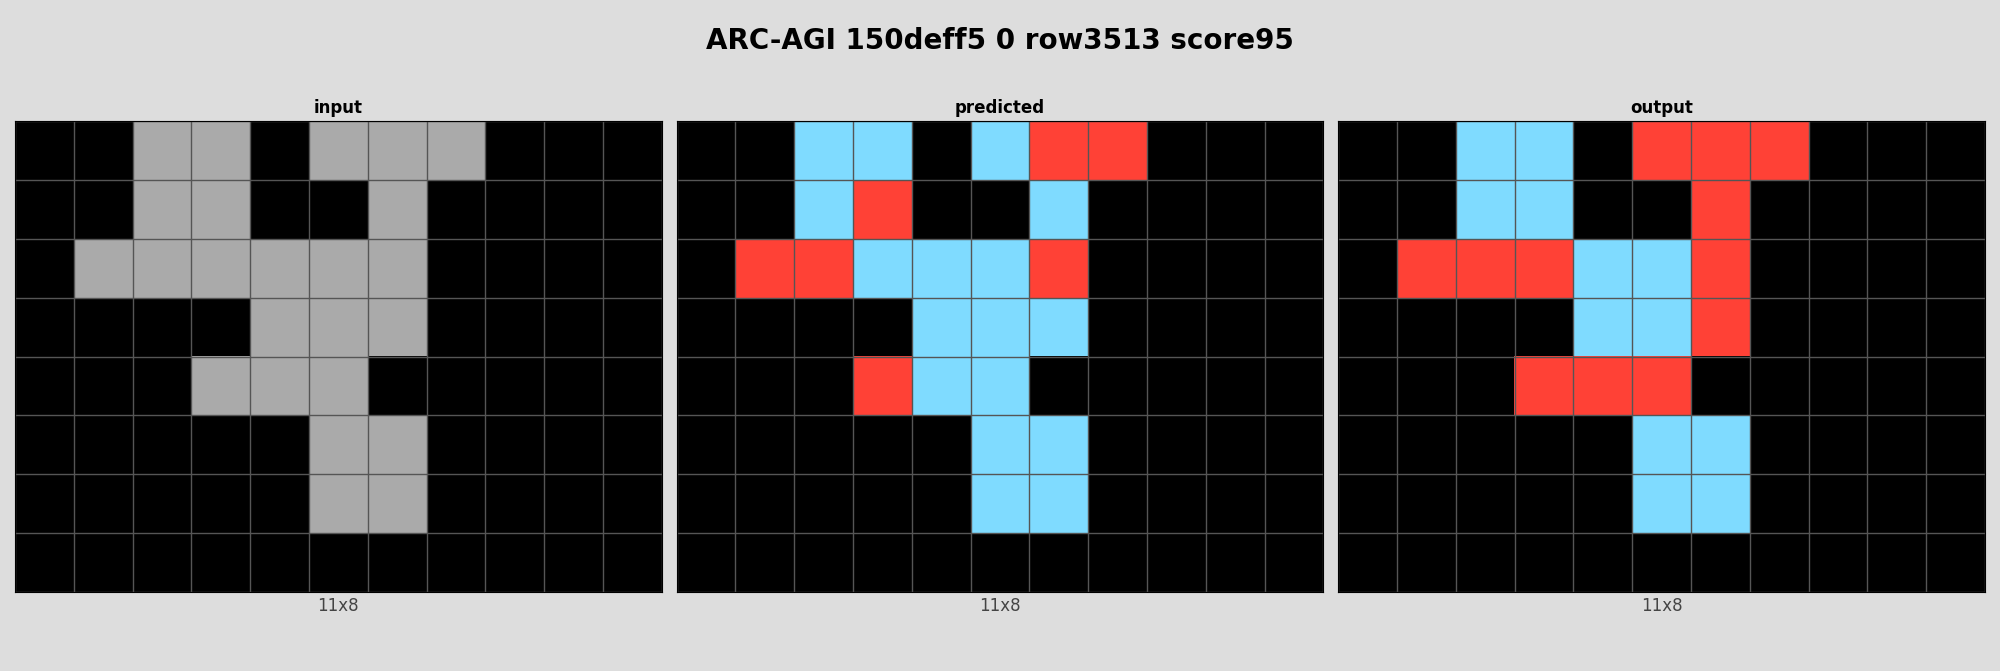 ARC-AGI 150deff5 0 row3513 score95
input
predicted
output
11x8
11x8
11x8